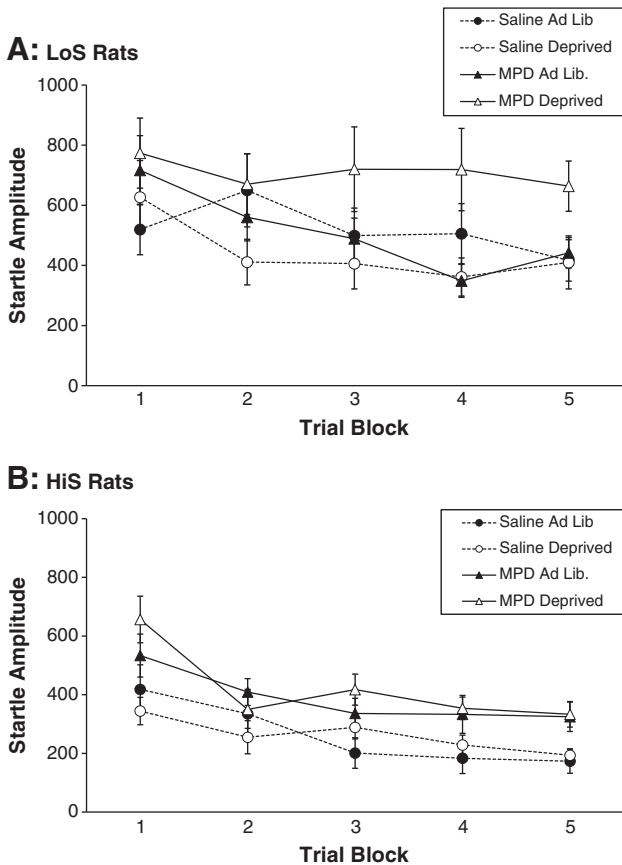 A: LoS Rats
Saline Ad Lib
Saline Deprived
MPD Ad Lib.
MPD Deprived
1000
800
600
400
200
0
Startle Amplitude
1 2 3 4 5
Trial Block
B: HiS Rats
Saline Ad Lib
Saline Deprived
MPD Ad Lib.
MPD Deprived
1000
800
600
400
200
0
Startle Amplitude
1 2 3 4 5
Trial Block